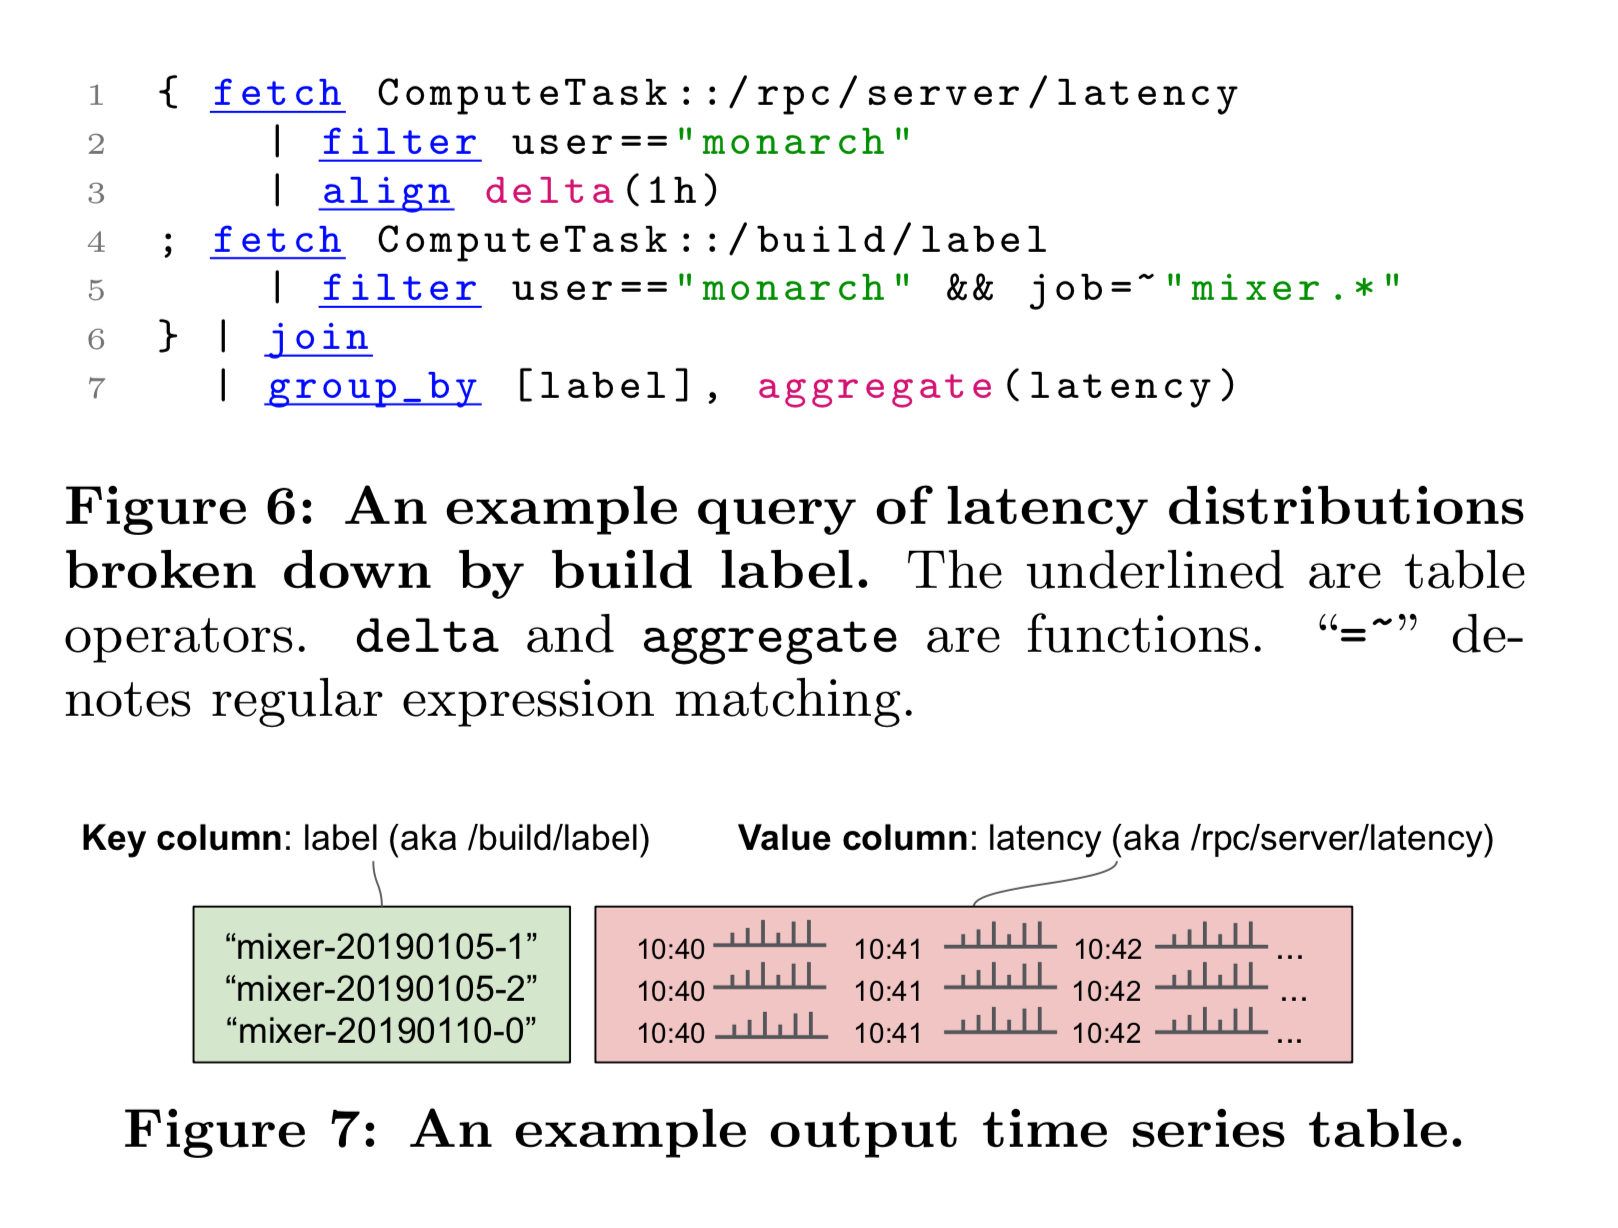 1 { fetch ComputeTask::/rpc/server/latency
2 | filter user=="monarch"
3 | align delta(1h)
4 ; fetch ComputeTask::/build/label
5 | filter user=="monarch" && job=~"mixer.*"
6 } | join
7 | group_by [label], aggregate(latency)
Figure 6: An example query of latency distributions
broken down by build label. The underlined are table
operators. delta and aggregate are functions. “=~” de-
notes regular expression matching.
Key column: label (aka /build/label) Value column: latency (aka /rpc/server/latency)
“mixer-20190105-1” 10:40 10:41 10:42 ...
“mixer-20190105-2” 10:40 10:41 10:42 ...
“mixer-20190110-0” 10:40 10:41 10:42 ...
Figure 7: An example output time series table.